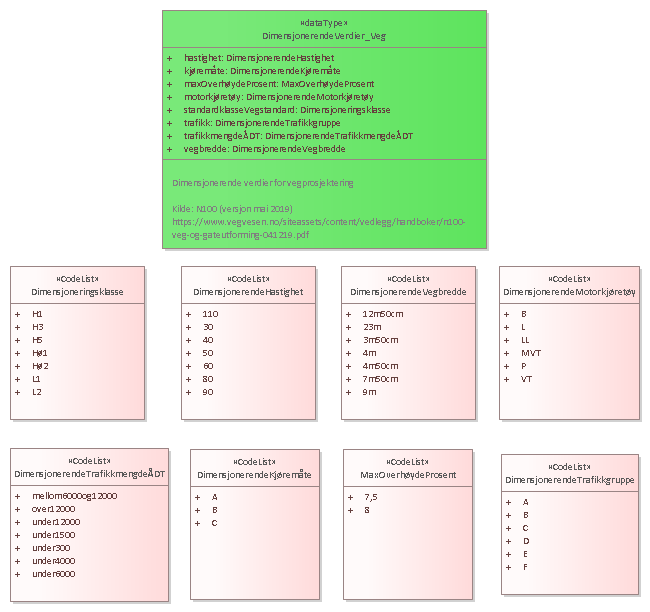 «dataType»
DimensjonerendeVerdier_Veg
+ hastighet: DimensjonerendeHastighet
+ kjøremåte: DimensjonerendeKjøremåte
+ maxOverhøydeProsent: MaxOverhøydeProsent
+ motorkjøretøy: DimensjonerendeMotorkjøretøy
+ standardklasseVegstandard: Dimensjoneringsklasse
+ trafikk: DimensjonerendeTrafikkgruppe
+ trafikkmengdeÅDT: DimensjonerendeTrafikkmengdeÅDT
+ vegbredde: DimensjonerendeVegbredde
Dimensjonerende verdier for vegprosjektering
Kilde: N100 (versjon mai 2019)
https://www.vegvesen.no/siteassets/content/vedlegg/handboker/n100-
veg-og-gateutforming-041219.pdf
«CodeList»
Dimensjoneringsklasse
+ H1
+ H3
+ H5
+ Hø1
+ Hø2
+ L1
+ L2
«CodeList»
DimensjonerendeHastighet
+ 110
+ 30
+ 40
+ 50
+ 60
+ 80
+ 90
«CodeList»
DimensjonerendeVegbredde
+ 12m50cm
+ 23m
+ 3m50cm
+ 4m
+ 4m50cm
+ 7m50cm
+ 9m
«CodeList»
DimensjonerendeMotorkjøretøy
+ B
+ L
+ LL
+ MVT
+ P
+ VT
«CodeList»
DimensjonerendeTrafikkmengdeÅDT
+ mellom6000og12000
+ over12000
+ under12000
+ under1500
+ under300
+ under4000
+ under6000
«CodeList»
DimensjonerendeKjøremåte
+ A
+ B
+ C
«CodeList»
MaxOverhøydeProsent
+ 7,5
+ 8
«CodeList»
DimensjonerendeTrafikkgruppe
+ A
+ B
+ C
+ D
+ E
+ F